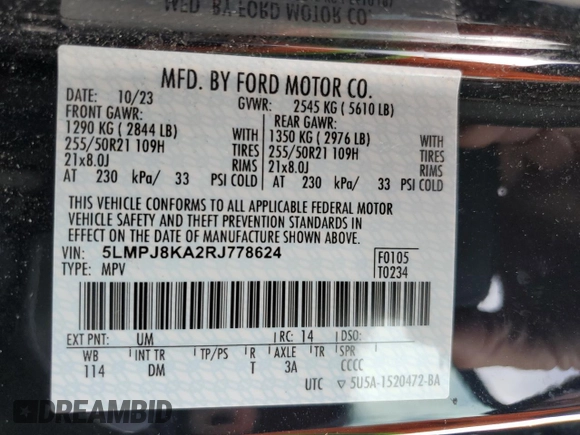 MFD. BY FORD MOTOR CO.
MFD. BY FORD MOTOR CO.
DATE: 10/23 GVWR: 2545 KG ( 5610 LB)
FRONT GAWR: REAR GAWR:
1290 KG ( 2844 LB) WITH 1350 KG ( 2976 LB) WITH
255/50R21 109H TIRES 255/50R21 109H TIRES
21x8.0J RIMS 21x8.0J RIMS
AT 230 kPa/ 33 PSI COLD AT 230 kPa/ 33 PSI COLD
THIS VEHICLE CONFORMS TO ALL APPLICABLE FEDERAL MOTOR
VEHICLE SAFETY AND THEFT PREVENTION STANDARDS IN
EFFECT ON THE DATE OF MANUFACTURE SHOWN ABOVE.
VIN: 5LMPJ8KA2RJ778624 F0105
TYPE: MPV T0234
EXT PNT: UM RC: 14 DSO:
WB INT TR TP/PS R AXLE TR SPR
114 DM T 3A CCCC
UTC ▽5U5A-1520472-BA
DREAMBID